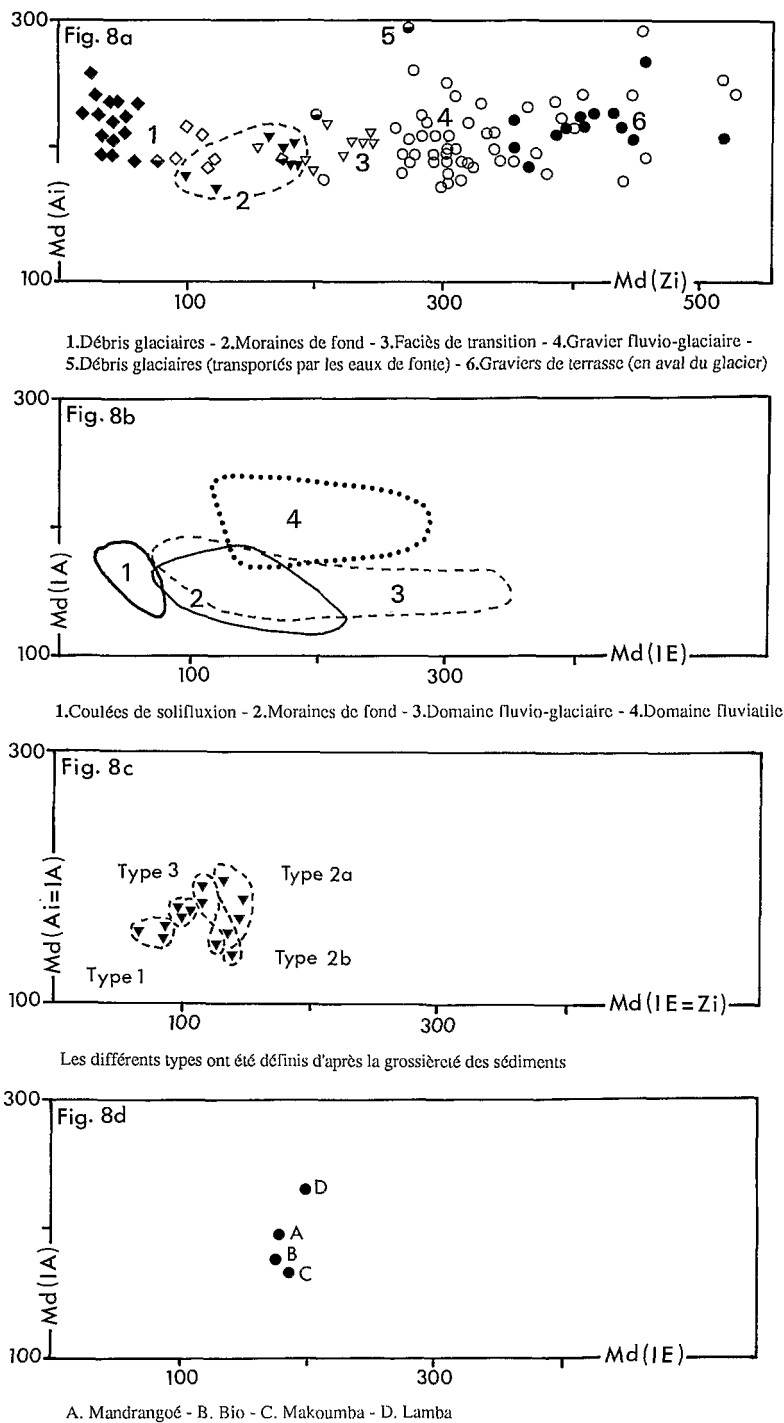 300
Fig. 8a
5
1
4
6
3
2
Md(Ai)
100
100
300
Md(Zi)
500
1.Débris glaciaires - 2.Moraines de fond - 3.Faciès de transition - 4.Gravier fluvio-glaciaire -
5.Débris glaciaires (transportés par les eaux de fonte) - 6.Graviers de terrasse (en aval du glacier)
300
Fig. 8b
4
1
2
3
Md(IA)
100
100
300
Md(IE)
1.Coulées de solifluxion - 2.Moraines de fond - 3.Domaine fluvio-glaciaire - 4.Domaine fluviatile
300
Fig. 8c
Type 3
Type 2a
Type 1
Type 2b
Md(Ai=IA)
100
100
300
Md(IE=Zi)
Les différents types ont été définis d'après la grossièreté des sédiments
300
Fig. 8d
D
A
B
C
Md(IA)
100
100
300
Md(IE)
A. Mandrangoé - B. Bio - C. Makoumba - D. Lamba